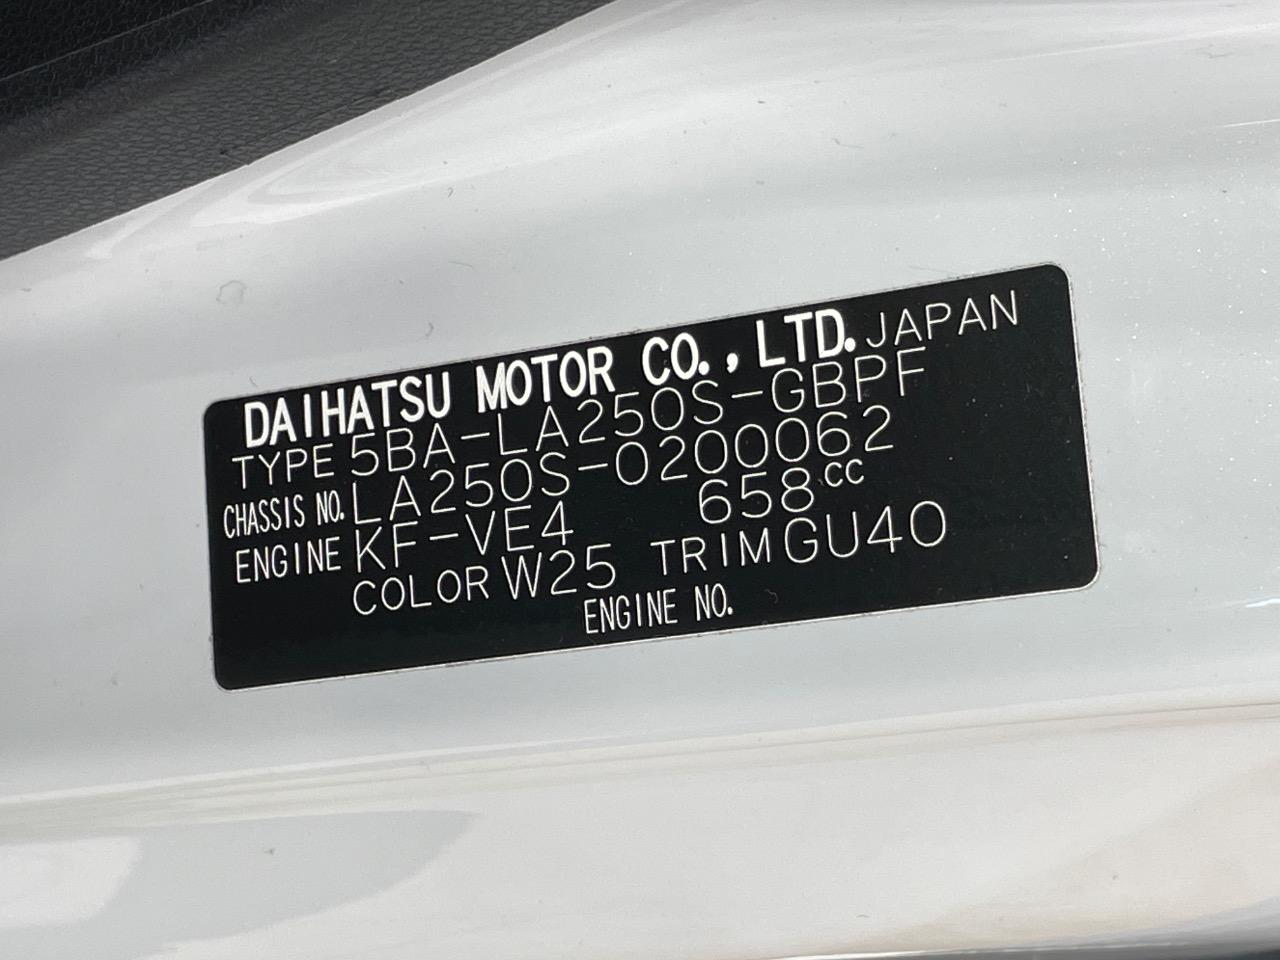 DAIHATSU MOTOR CO., LTD. JAPAN
TYPE 5BA-LA250S-GBPF
CHASSIS NO. LA250S-0200062
ENGINE KF-VE4 658cc
COLOR W25 TRIM GU40
ENGINE NO.